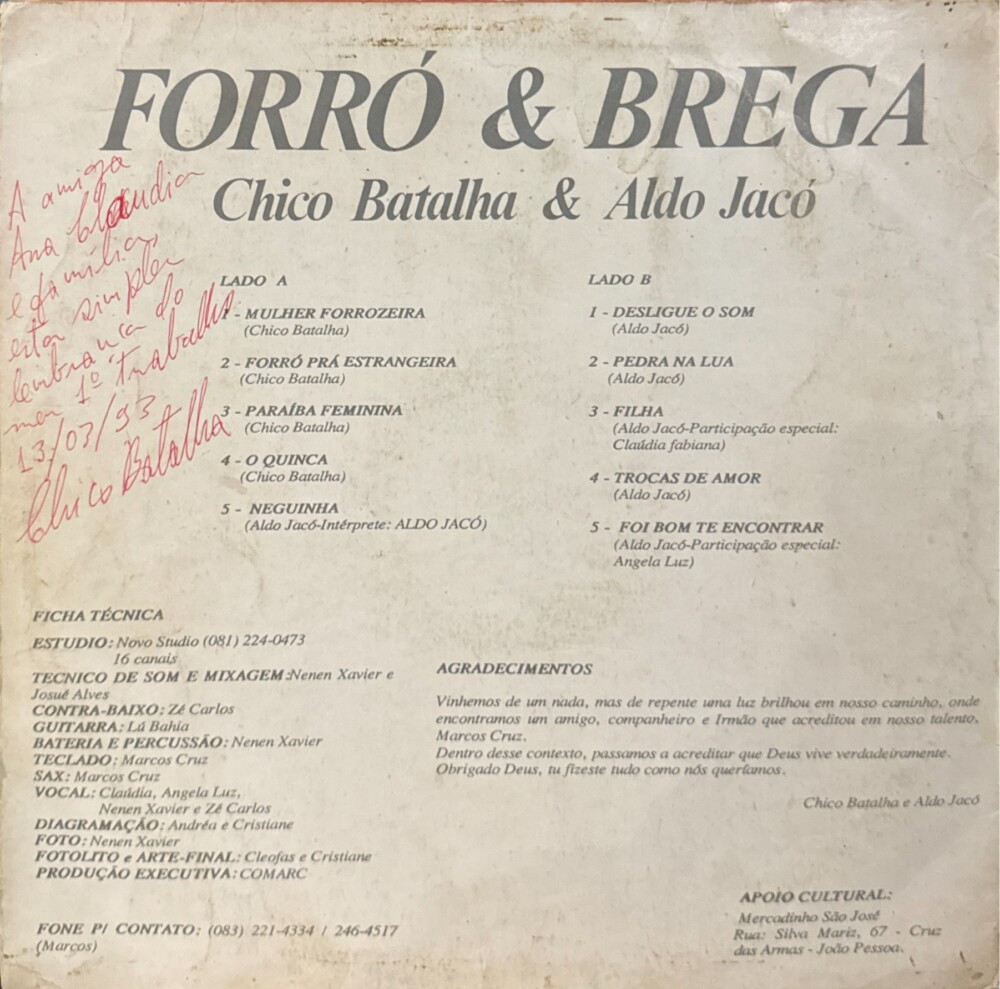 FORRÓ & BREGA
Chico Batalha & Aldo Jacó
A amiga
Ana Claudia
e família,
esta simples
lembrança do
meu 1º trabalho
13/03/93
Chico Batalha
LADO A
1 - MULHER FORROZEIRA
(Chico Batalha)
2 - FORRÓ PRÁ ESTRANGEIRA
(Chico Batalha)
3 - PARAÍBA FEMININA
(Chico Batalha)
4 - O QUINCA
(Chico Batalha)
5 - NEGUINHA
(Aldo Jacó-Intérprete: ALDO JACÓ)
LADO B
1 - DESLIGUE O SOM
(Aldo Jacó)
2 - PEDRA NA LUA
(Aldo Jacó)
3 - FILHA
(Aldo Jacó-Participação especial:
Claúdia fabiana)
4 - TROCAS DE AMOR
(Aldo Jacó)
5 - FOI BOM TE ENCONTRAR
(Aldo Jacó-Participação especial:
Angela Luz)
FICHA TÉCNICA
ESTUDIO: Novo Studio (081) 224-0473
16 canais
TECNICO DE SOM E MIXAGEM:Nenen Xavier e
Josué Alves
CONTRA-BAIXO: Zé Carlos
GUITARRA: Lá Bahia
BATERIA E PERCUSSÃO: Nenen Xavier
TECLADO: Marcos Cruz
SAX: Marcos Cruz
VOCAL: Claúdia, Angela Luz,
Nenen Xavier e Zé Carlos
DIAGRAMAÇÃO: Andréa e Cristiane
FOTO: Nenen Xavier
FOTOLITO e ARTE-FINAL: Cleofas e Cristiane
PRODUÇÃO EXECUTIVA: COMARC
FONE P/ CONTATO: (083) 221-4334 / 246-4517
(Marcos)
AGRADECIMENTOS
Vinhemos de um nada, mas de repente uma luz brilhou em nosso caminho, onde
encontramos um amigo, companheiro e Irmão que acreditou em nosso talento,
Marcos Cruz.
Dentro desse contexto, passamos a acreditar que Deus vive verdadeiramente.
Obrigado Deus, tu fizeste tudo como nós queríamos.
Chico Batalha e Aldo Jacó
APOIO CULTURAL:
Mercadinho São José
Rua: Silva Mariz, 67 - Cruz
das Armas - João Pessoa.